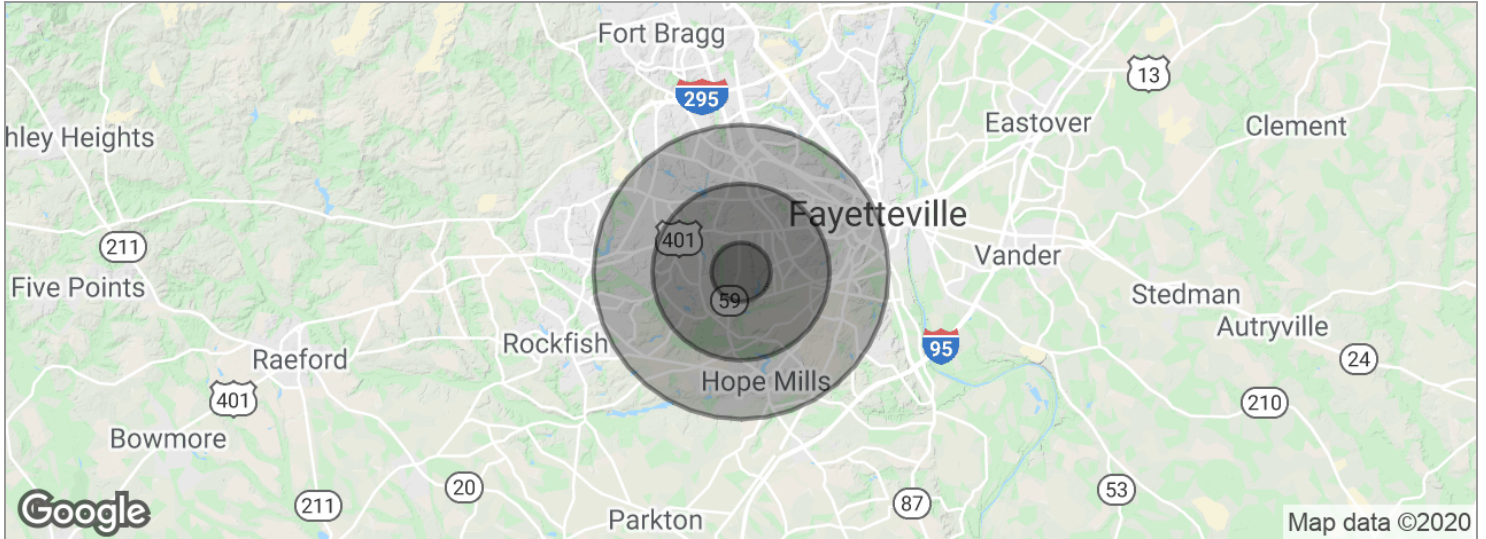 Fort Bragg
13
295
Eastover
Clement
hley Heights
Fayetteville
401
211
Vander
Five Points
59
Stedman
Autryville
Rockfish
95
Raeford
24
Hope Mills
401
210
Bowmore
20
53
211
87
Google
Parkton
Map data ©2020